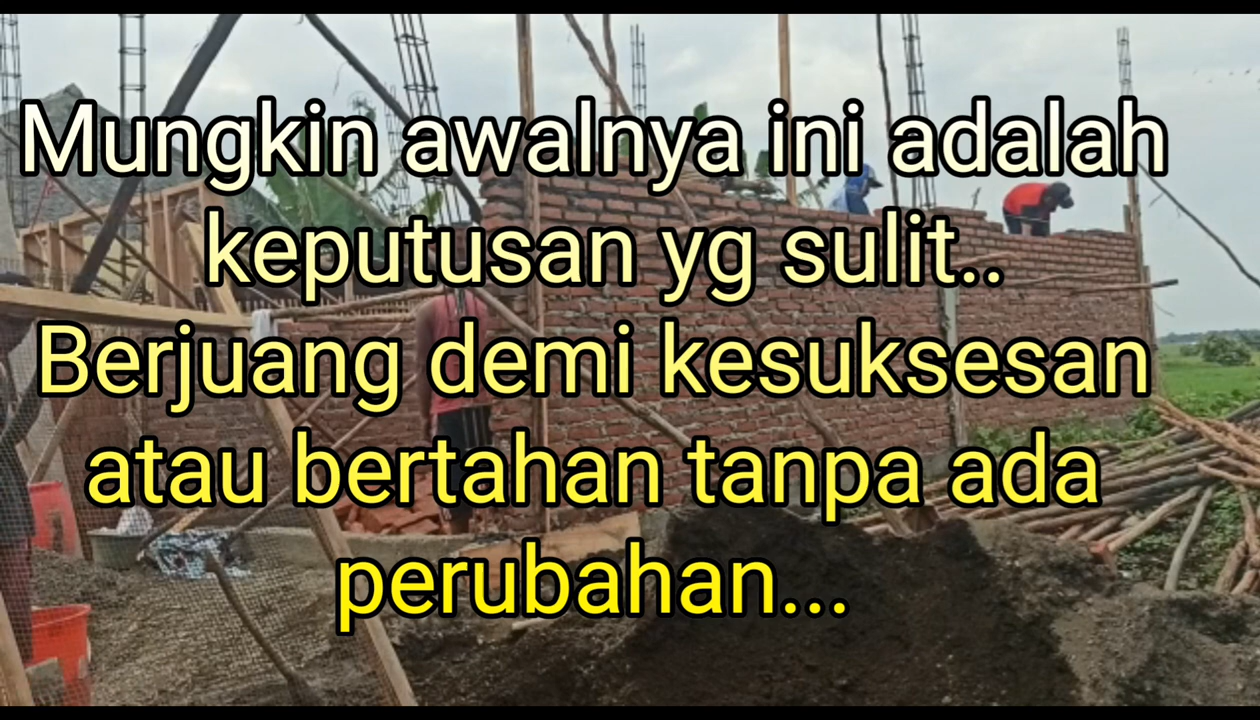 Mungkin awalnya ini adalah
keputusan yg sulit..
Berjuang demi kesuksesan
atau bertahan tanpa ada
perubahan...